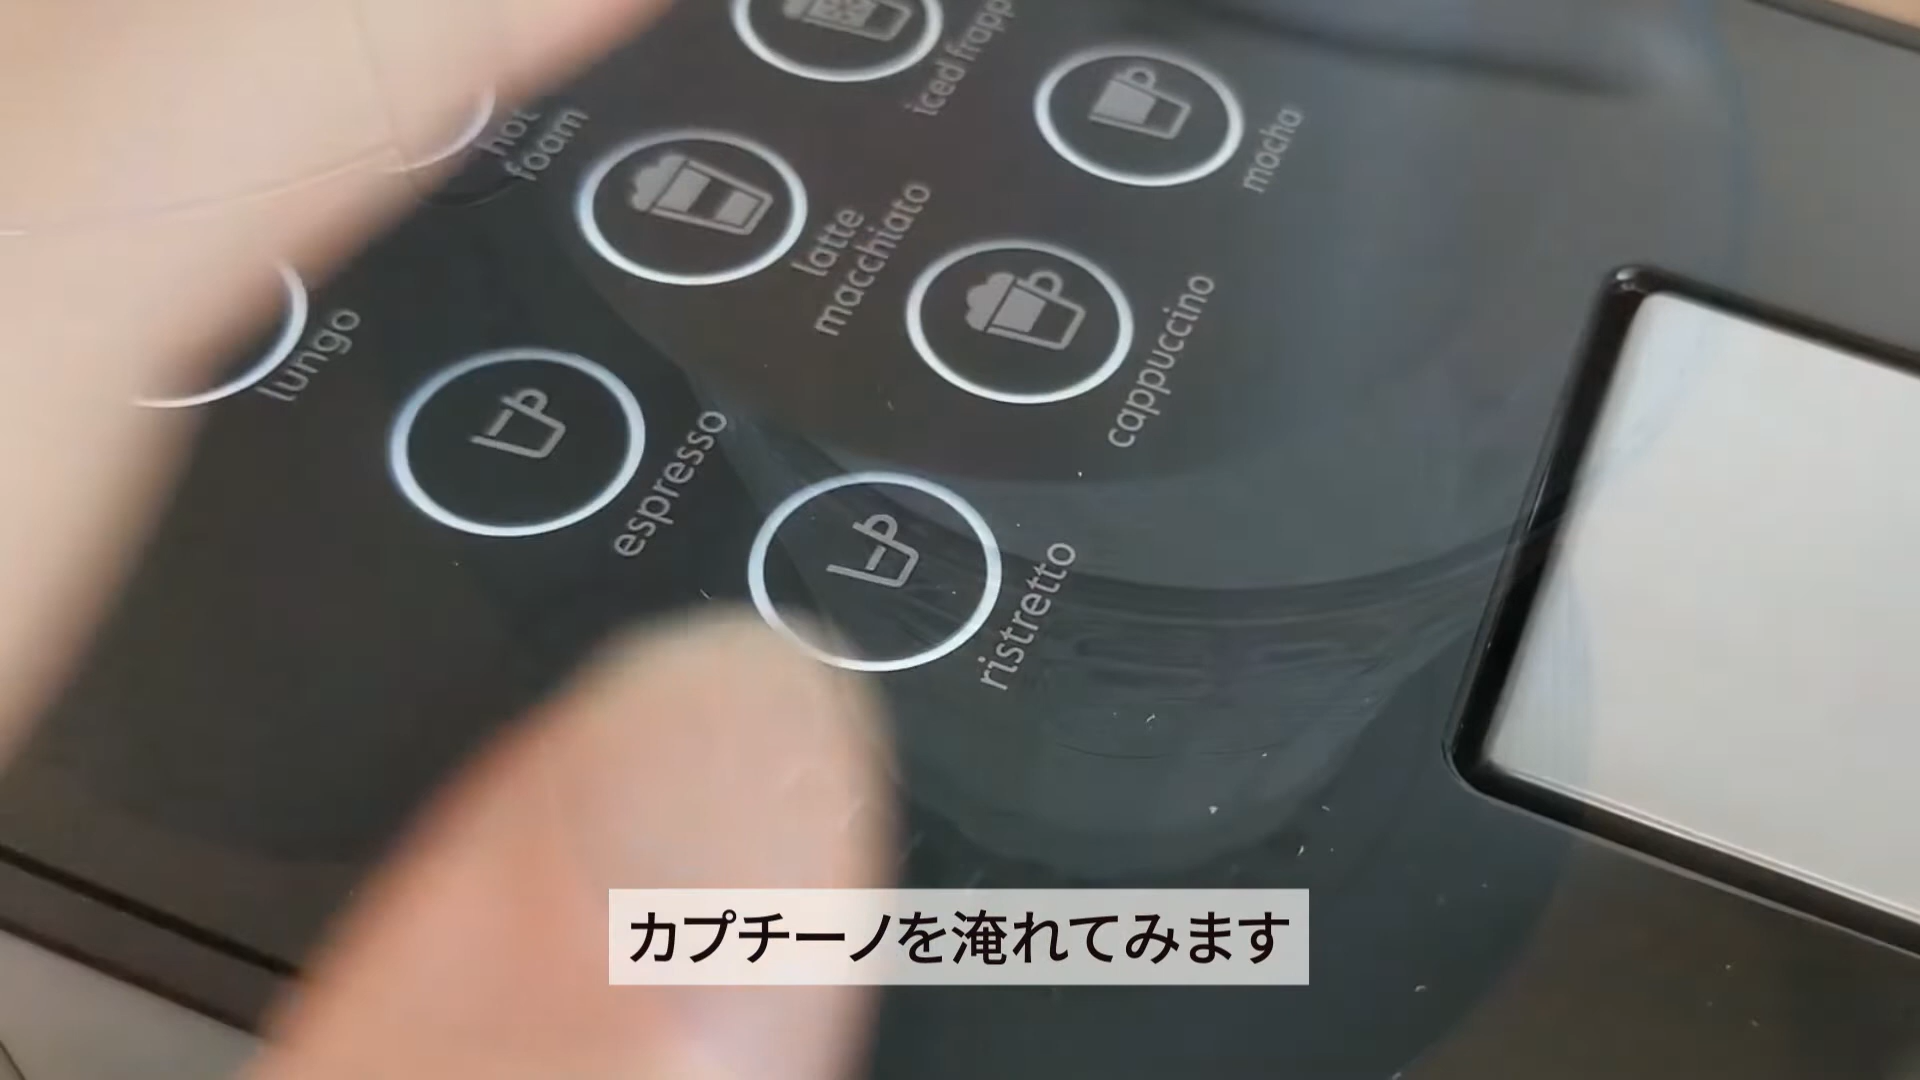 iced frapp
mocha
hot
foam
latte
macchiato
cappuccino
lungo
espresso
ristretto
カプチーノを淹れてみます